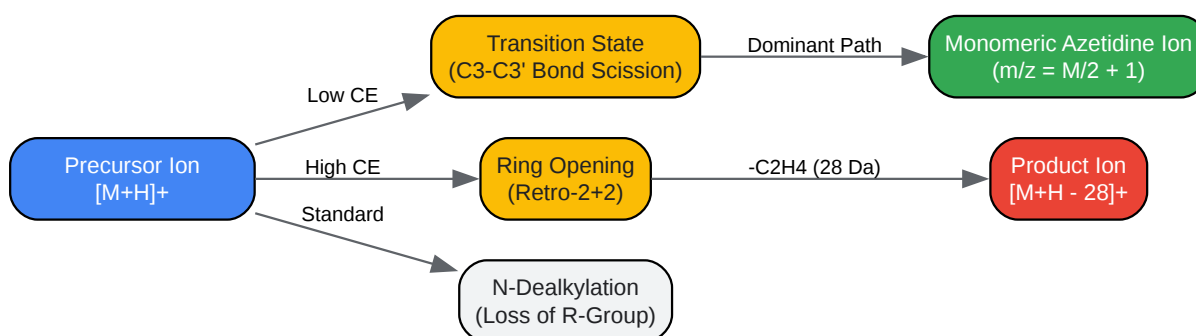 Transition State
(C3-C3' Bond Scission)
Dominant Path
Monomeric Azetidine Ion
(m/z = M/2 + 1)
Low CE
Precursor Ion
[M+H]+
High CE
Ring Opening
(Retro-2+2)
-C2H4 (28 Da)
Product Ion
[M+H - 28]+
Standard
N-Dealkylation
(Loss of R-Group)